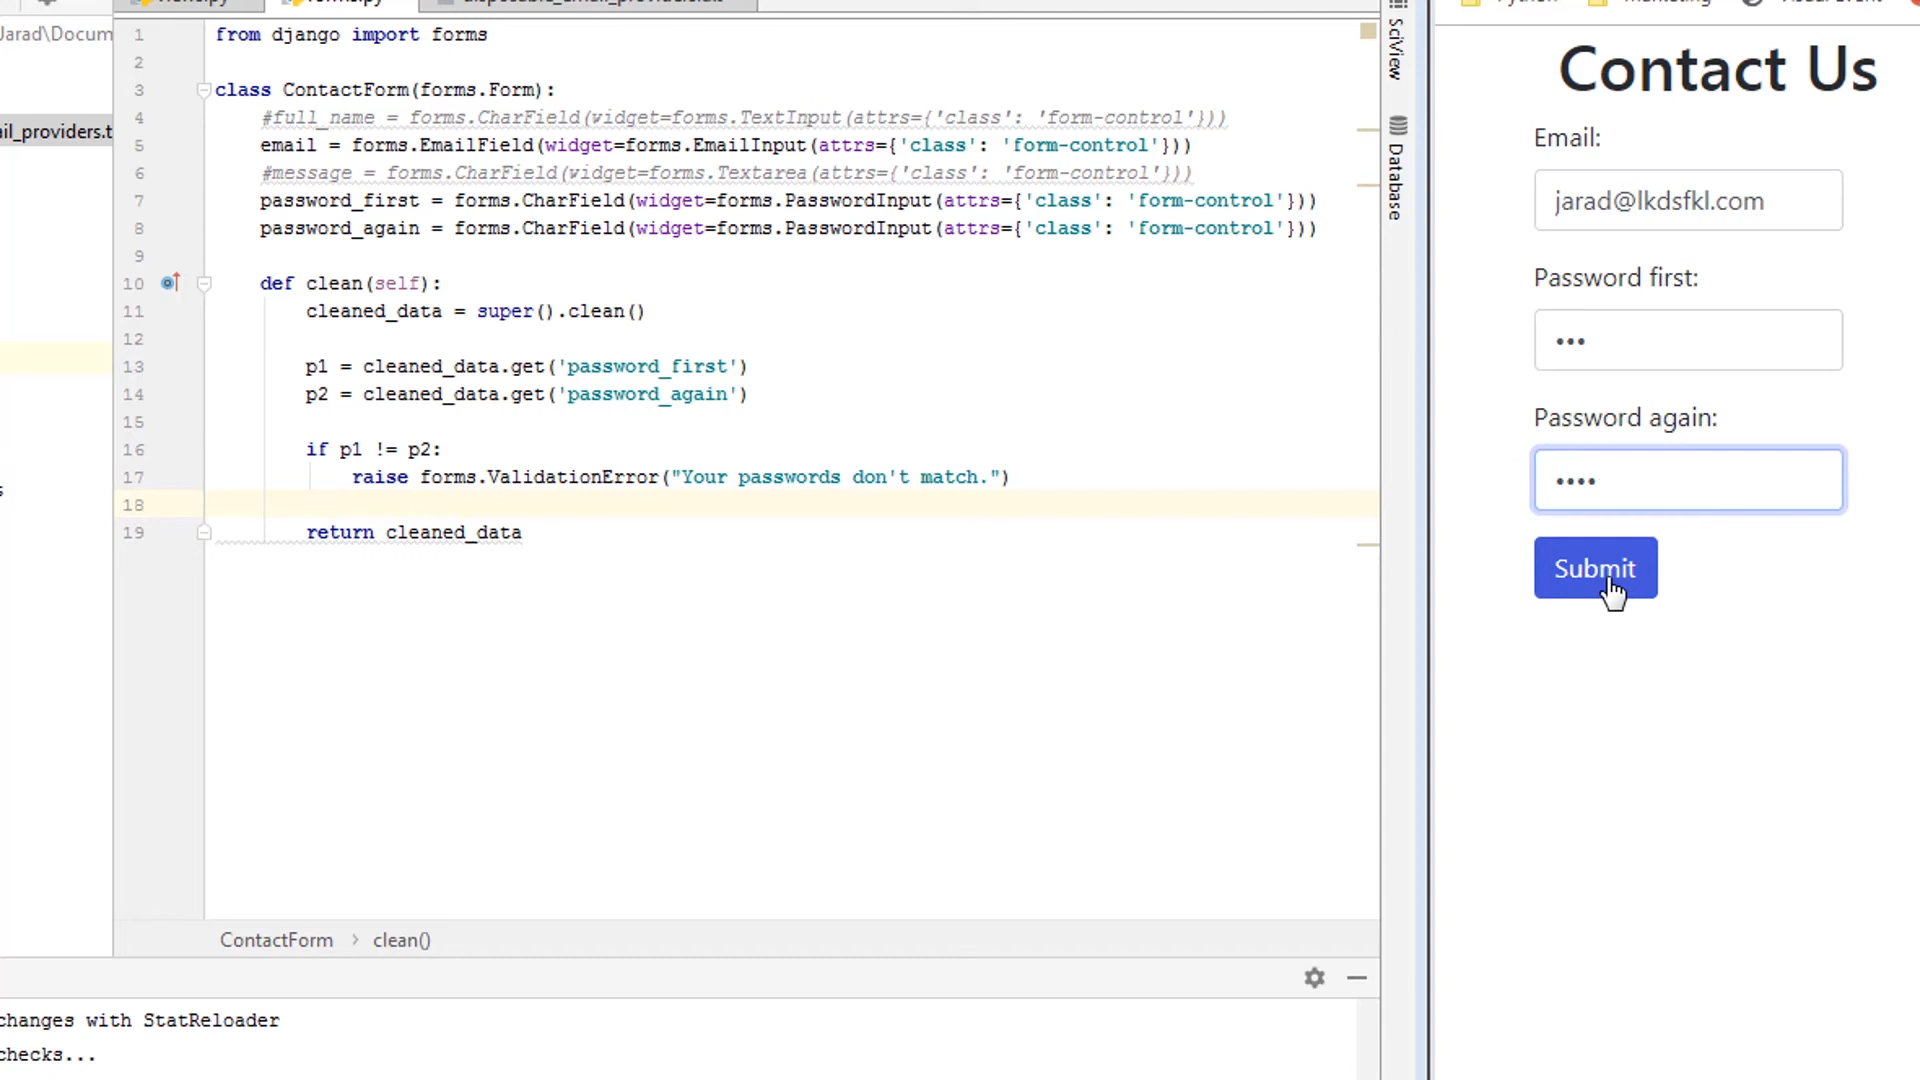 Jarad\Docum
ail_providers.t
1 from django import forms
2
3 class ContactForm(forms.Form):
4 #full_name = forms.CharField(widget=forms.TextInput(attrs={'class': 'form-control'}))
5 email = forms.EmailField(widget=forms.EmailInput(attrs={'class': 'form-control'}))
6 #message = forms.CharField(widget=forms.Textarea(attrs={'class': 'form-control'}))
7 password_first = forms.CharField(widget=forms.PasswordInput(attrs={'class': 'form-control'}))
8 password_again = forms.CharField(widget=forms.PasswordInput(attrs={'class': 'form-control'}))
9
10 def clean(self):
11 cleaned_data = super().clean()
12
13 p1 = cleaned_data.get('password_first')
14 p2 = cleaned_data.get('password_again')
15
16 if p1 != p2:
17 raise forms.ValidationError("Your passwords don't match.")
18
19 return cleaned_data
ContactForm > clean()
changes with StatReloader
checks...
SciView
Database
Contact Us
Email:
jarad@lkdsfkl.com
Password first:
•••
Password again:
••••
Submit